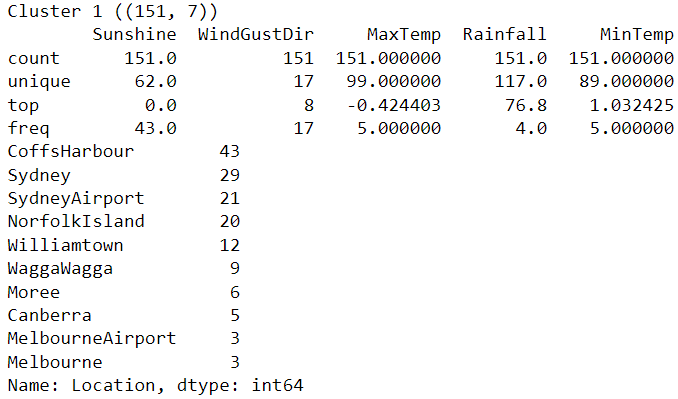 Cluster 1 ((151, 7))
Sunshine WindGustDir MaxTemp Rainfall MinTemp
count 151.0 151 151.000000 151.0 151.000000
unique 62.0 17 99.000000 117.0 89.000000
top 0.0 8 -0.424403 76.8 1.032425
freq 43.0 17 5.000000 4.0 5.000000
CoffsHarbour 43
Sydney 29
SydneyAirport 21
NorfolkIsland 20
Williamtown 12
WaggaWagga 9
Moree 6
Canberra 5
MelbourneAirport 3
Melbourne 3
Name: Location, dtype: int64